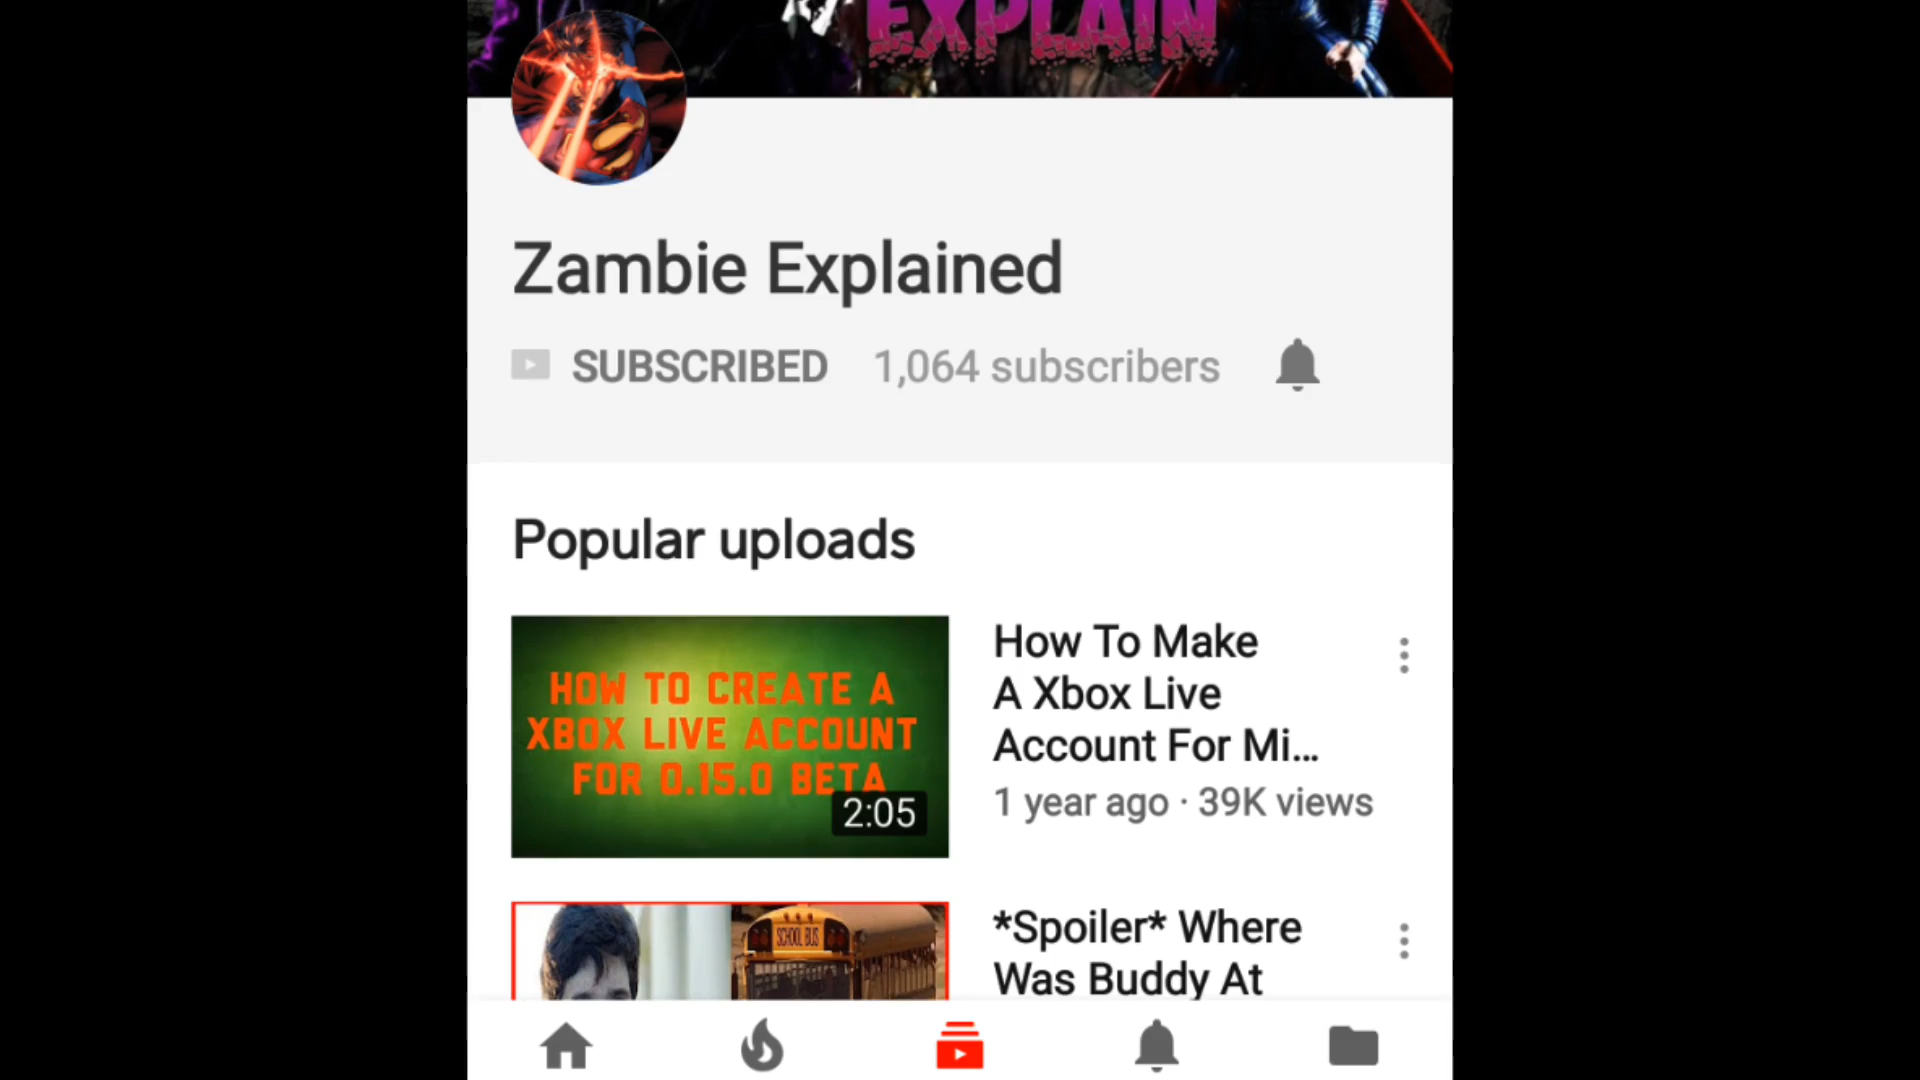 EXPLAIN
Zambie Explained
SUBSCRIBED 1,064 subscribers
Popular uploads
HOW TO CREATE A
XBOX LIVE ACCOUNT
FOR 0.15.0 BETA
2:05
How To Make
A Xbox Live
Account For Mi...
1 year ago · 39K views
SCHOOL BUS
*Spoiler* Where
Was Buddy At